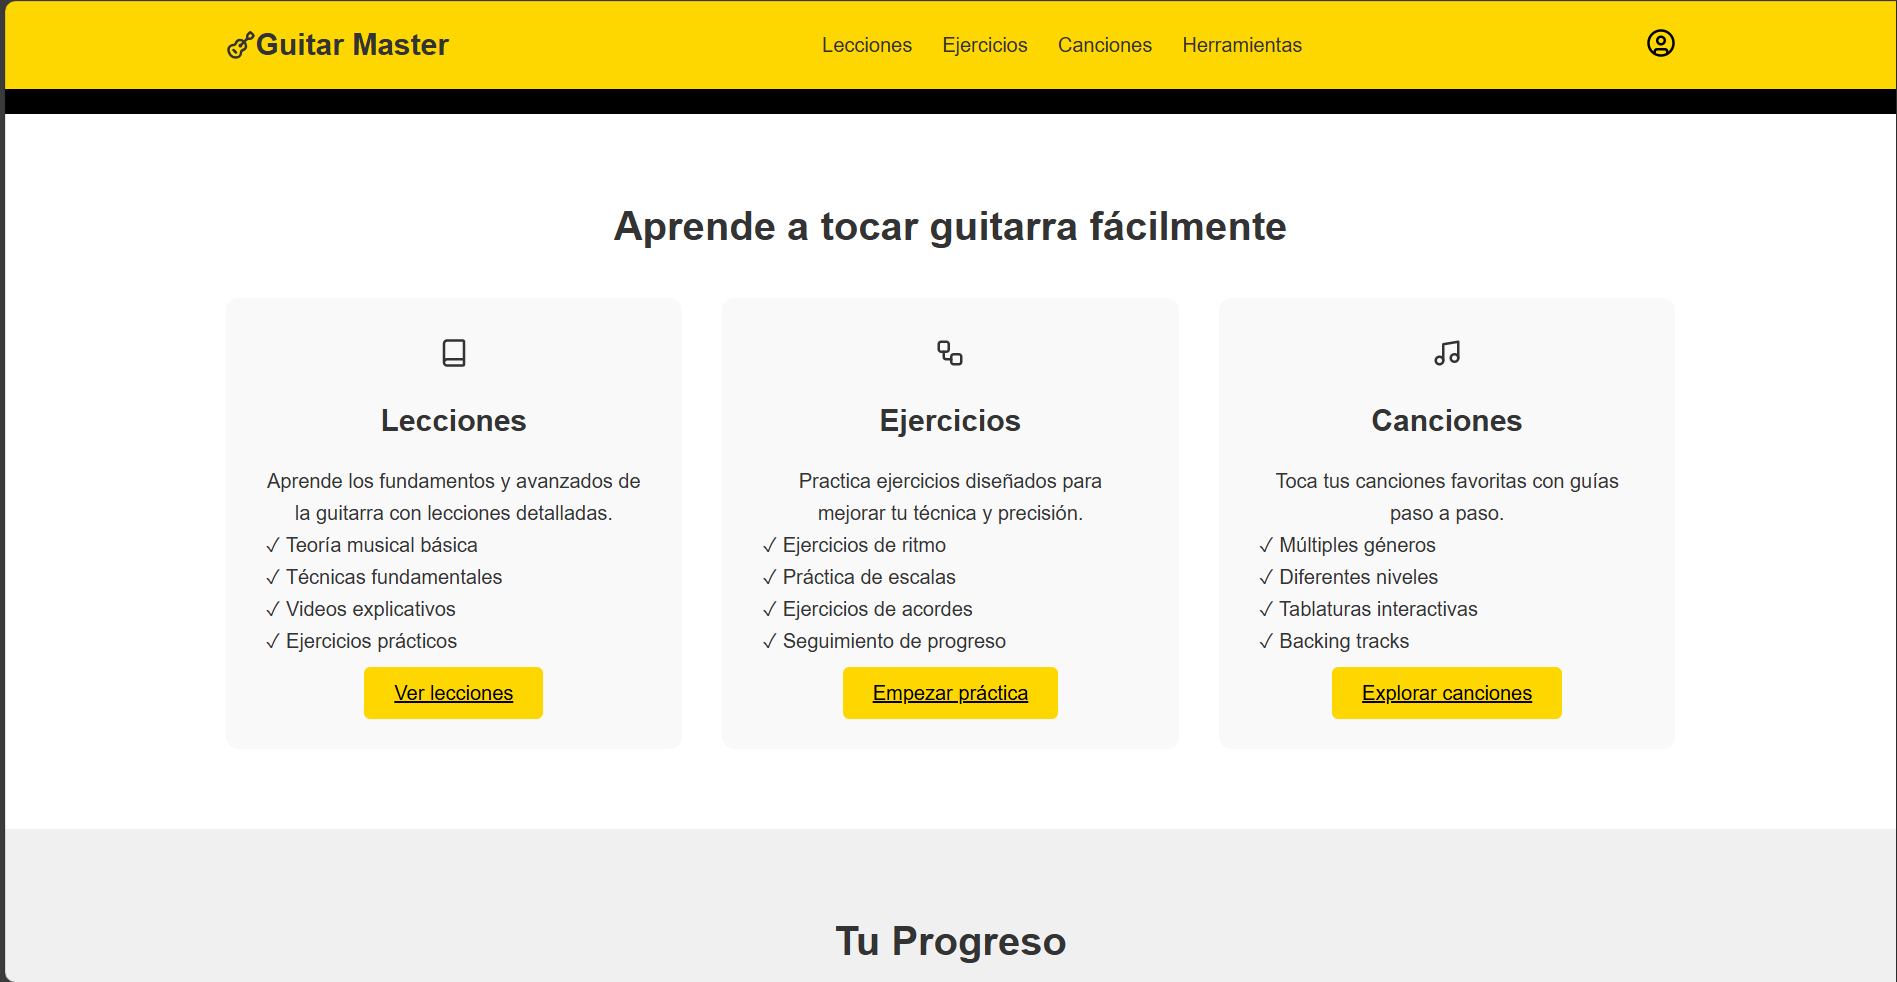 Guitar Master
Lecciones Ejercicios Canciones Herramientas
Aprende a tocar guitarra fácilmente
Lecciones
Aprende los fundamentos y avanzados de
la guitarra con lecciones detalladas.
✓ Teoría musical básica
✓ Técnicas fundamentales
✓ Videos explicativos
✓ Ejercicios prácticos
Ver lecciones
Ejercicios
Practica ejercicios diseñados para
mejorar tu técnica y precisión.
✓ Ejercicios de ritmo
✓ Práctica de escalas
✓ Ejercicios de acordes
✓ Seguimiento de progreso
Empezar práctica
Canciones
Toca tus canciones favoritas con guías
paso a paso.
✓ Múltiples géneros
✓ Diferentes niveles
✓ Tablaturas interactivas
✓ Backing tracks
Explorar canciones
Tu Progreso